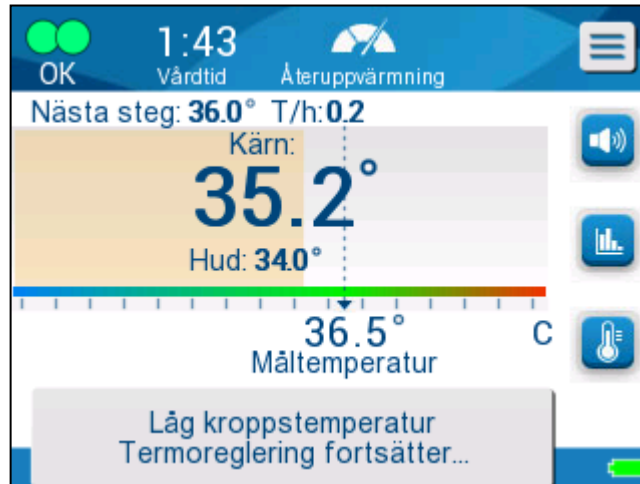 OK
1:43
Vårdtid
Återuppvärmning
Nästa steg: 36.0° T/h:0.2
Kärn:
35.2°
Hud: 34.0°
36.5° C
Måltemperatur
Låg kroppstemperatur
Termoreglering fortsätter...